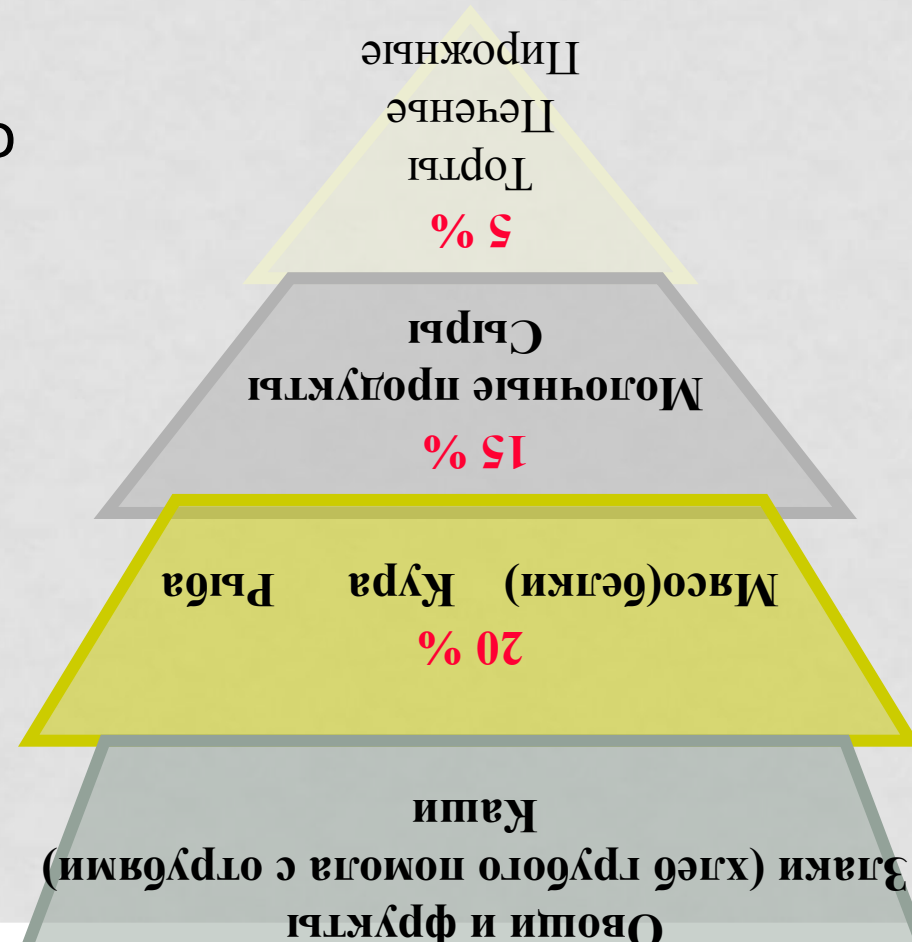 Овощи и фрукты
Злаки (хлеб грубого помола с отрубями)
Каши
20 %
Мясо(белки) Кура Рыба
15 %
Молочные продукты
Сыры
5 %
Торты
Печенье
Пирожные